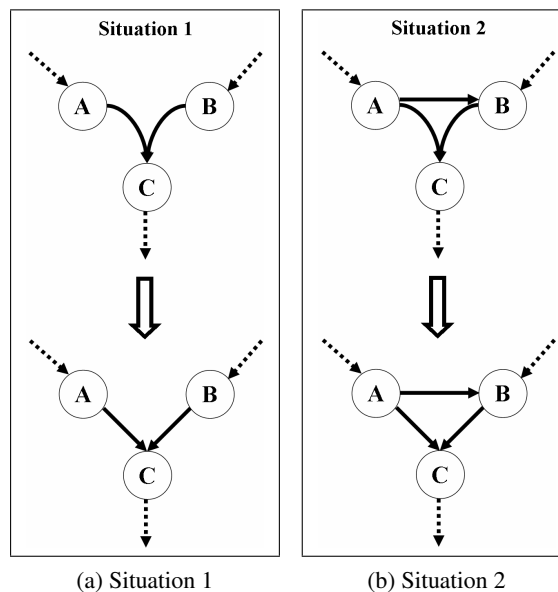 Situation 1
A B
C
A B
C
(a) Situation 1
Situation 2
A B
C
A B
C
(b) Situation 2